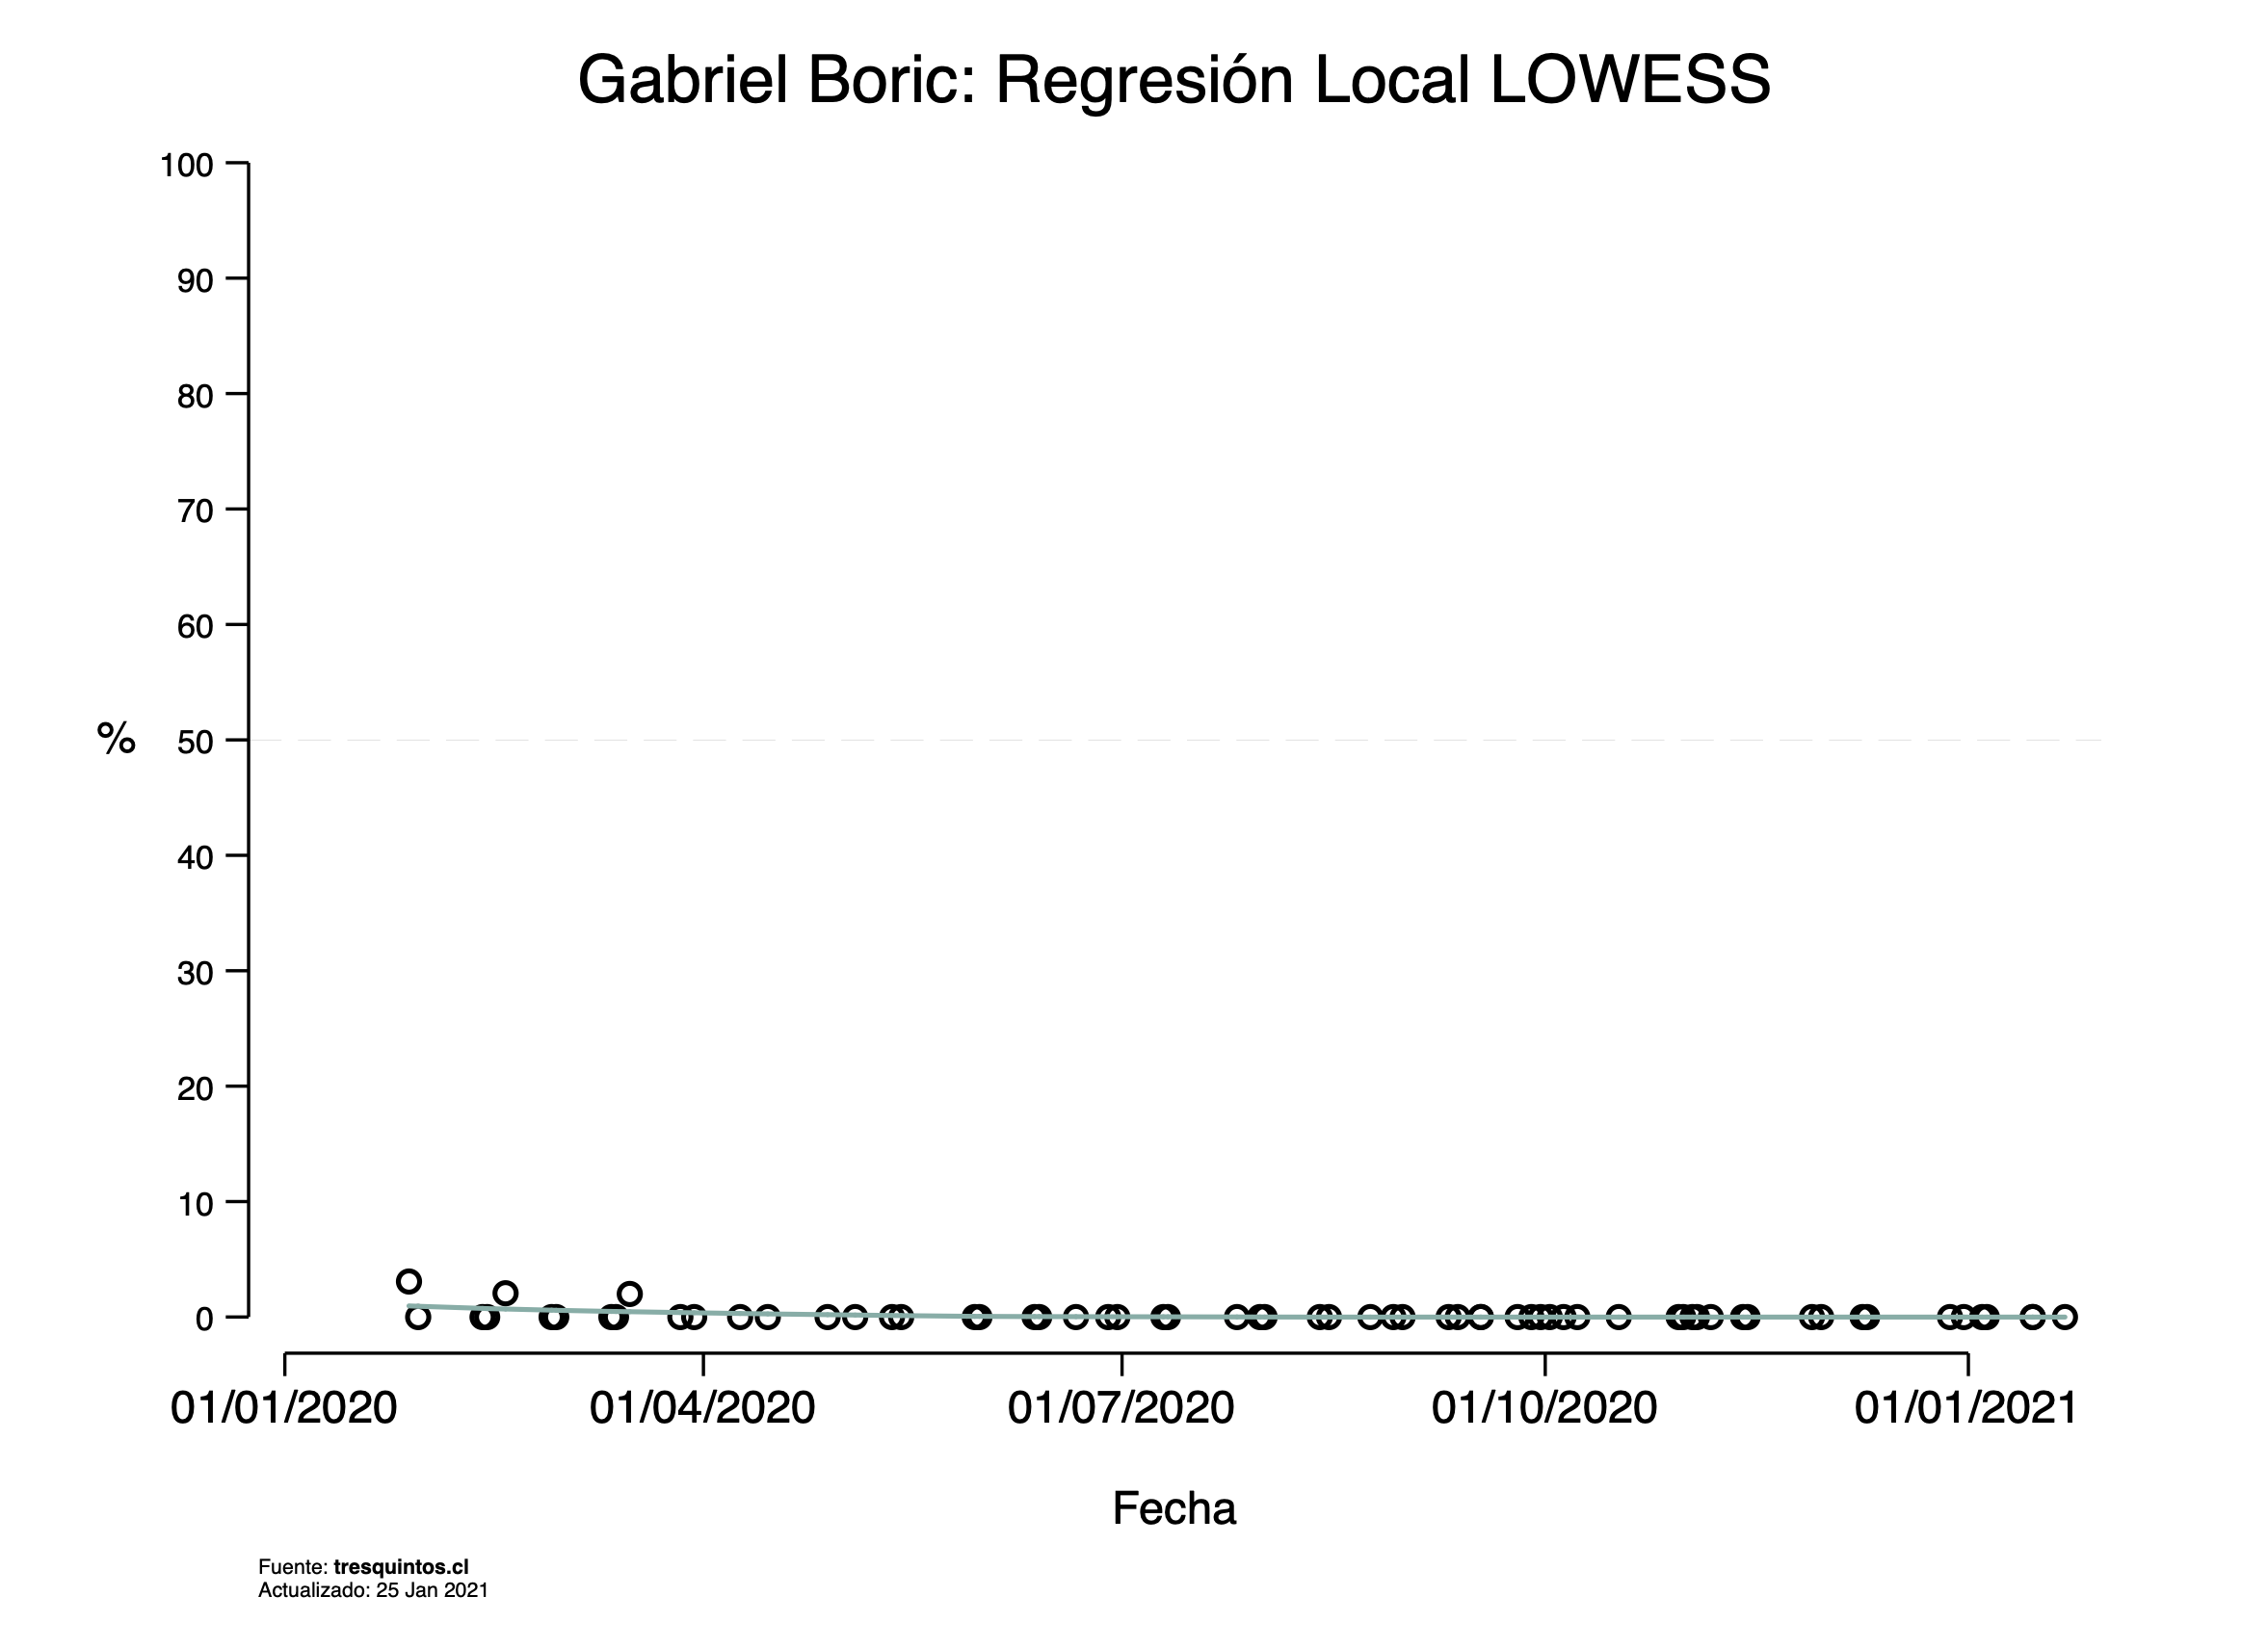 Gabriel Boric: Regresión Local LOWESS
100
90
80
70
60
% 50
40
30
20
10
0
01/01/2020 01/04/2020 01/07/2020 01/10/2020 01/01/2021
Fecha
Fuente: tresquintos.cl
Actualizado: 25 Jan 2021